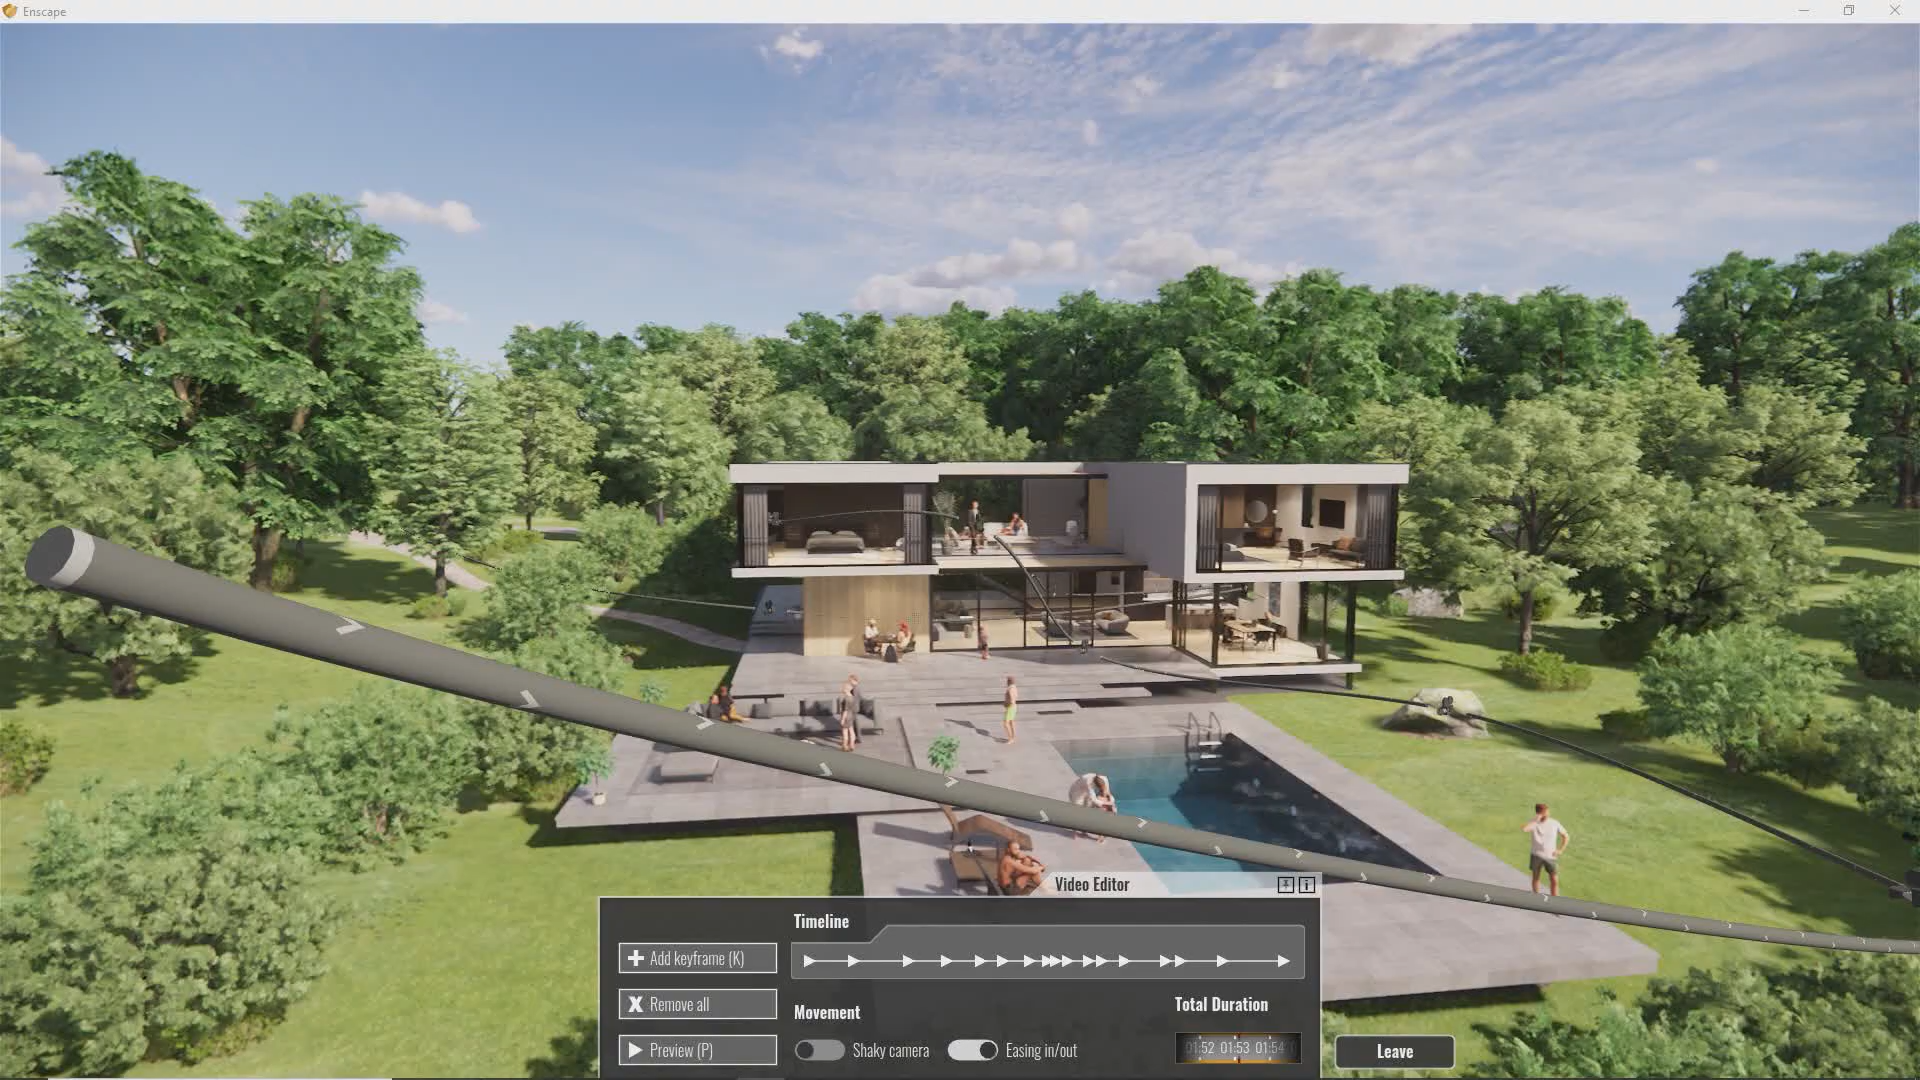 Enscape
Video Editor
Timeline
Add keyframe (K)
Remove all
Preview (P)
Movement
Shaky camera
Easing in/out
Total Duration
01:52 01:53 01:54
Leave